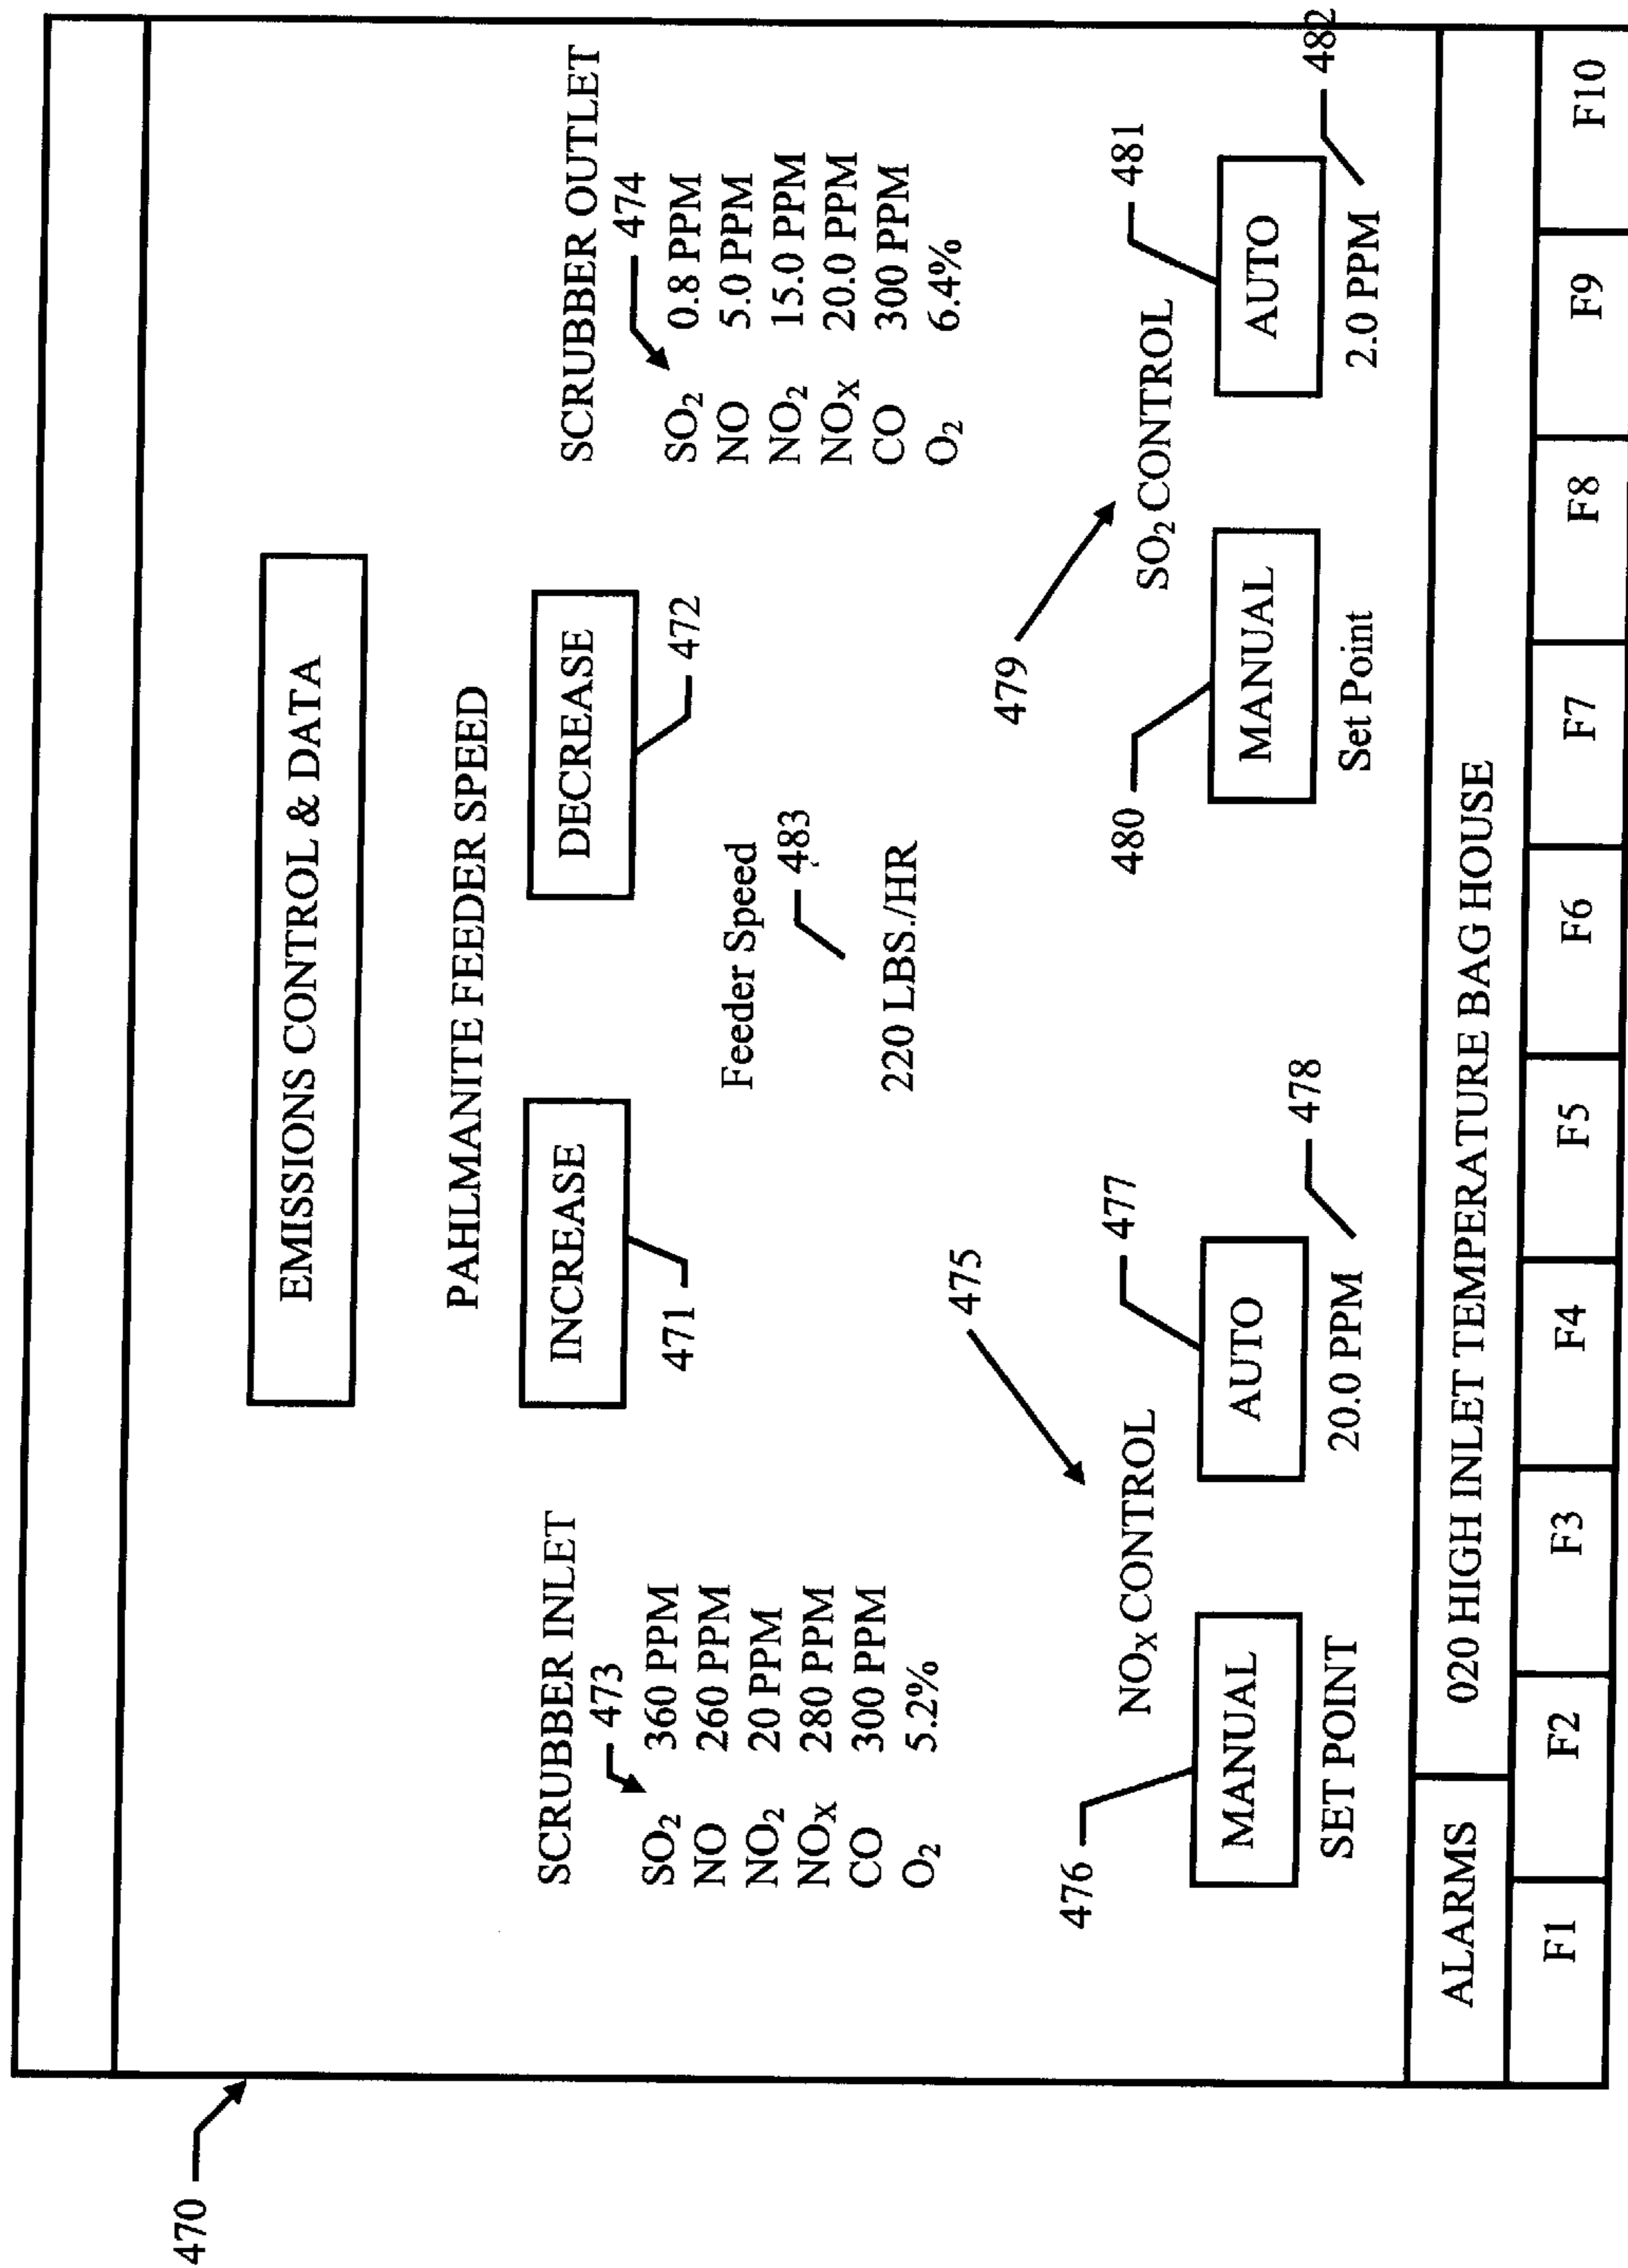 470
EMISSIONS CONTROL & DATA
PAHLMANITE FEEDER SPEED
INCREASE
DECREASE
471
472
Feeder Speed
483
220 LBS./HR
SCRUBBER INLET
473
SO₂ 360 PPM
NO 260 PPM
NO₂ 20 PPM
NOX 280 PPM
CO 300 PPM
O₂ 5.2%
SCRUBBER OUTLET
474
SO₂ 0.8 PPM
NO 5.0 PPM
NO₂ 15.0 PPM
NOX 20.0 PPM
CO 300 PPM
O₂ 6.4%
475
NOX CONTROL
476
477
MANUAL
AUTO
SET POINT
20.0 PPM
478
479
SO₂ CONTROL
480
481
MANUAL
AUTO
Set Point
2.0 PPM
482
ALARMS
020 HIGH INLET TEMPERATURE BAG HOUSE
F1 F2 F3 F4 F5 F6 F7 F8 F9 F10